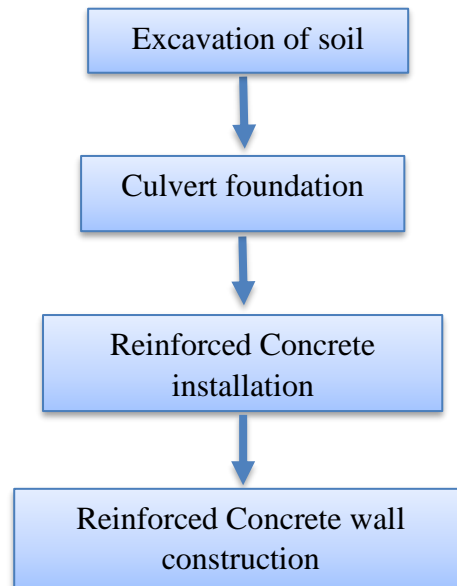 Excavation of soil
Culvert foundation
Reinforced Concrete
installation
Reinforced Concrete wall
construction